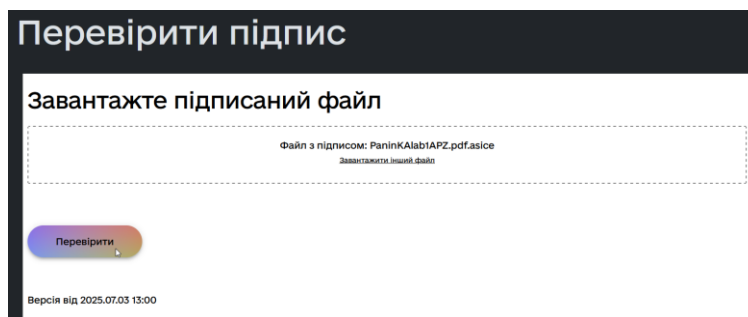 Перевірити підпис
Завантажте підписаний файл
Файл з підписом: PaninKAlab1APZ.pdf.asice
Завантажити інший файл
Перевірити
Версія від 2025.07.03 13:00